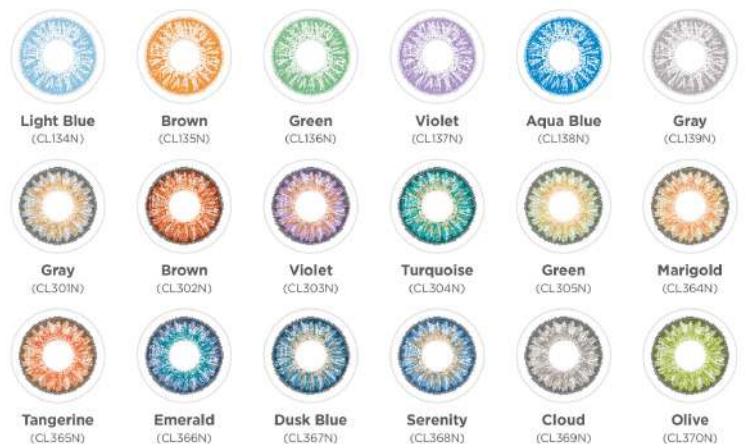 Light Blue
(CL134N)
Brown
(CL135N)
Green
(CL136N)
Violet
(CL137N)
Aqua Blue
(CL138N)
Gray
(CL139N)
Gray
(CL301N)
Brown
(CL302N)
Violet
(CL303N)
Turquoise
(CL304N)
Green
(CL305N)
Marigold
(CL364N)
Tangerine
(CL365N)
Emerald
(CL366N)
Dusk Blue
(CL367N)
Serenity
(CL368N)
Cloud
(CL369N)
Olive
(CL370N)